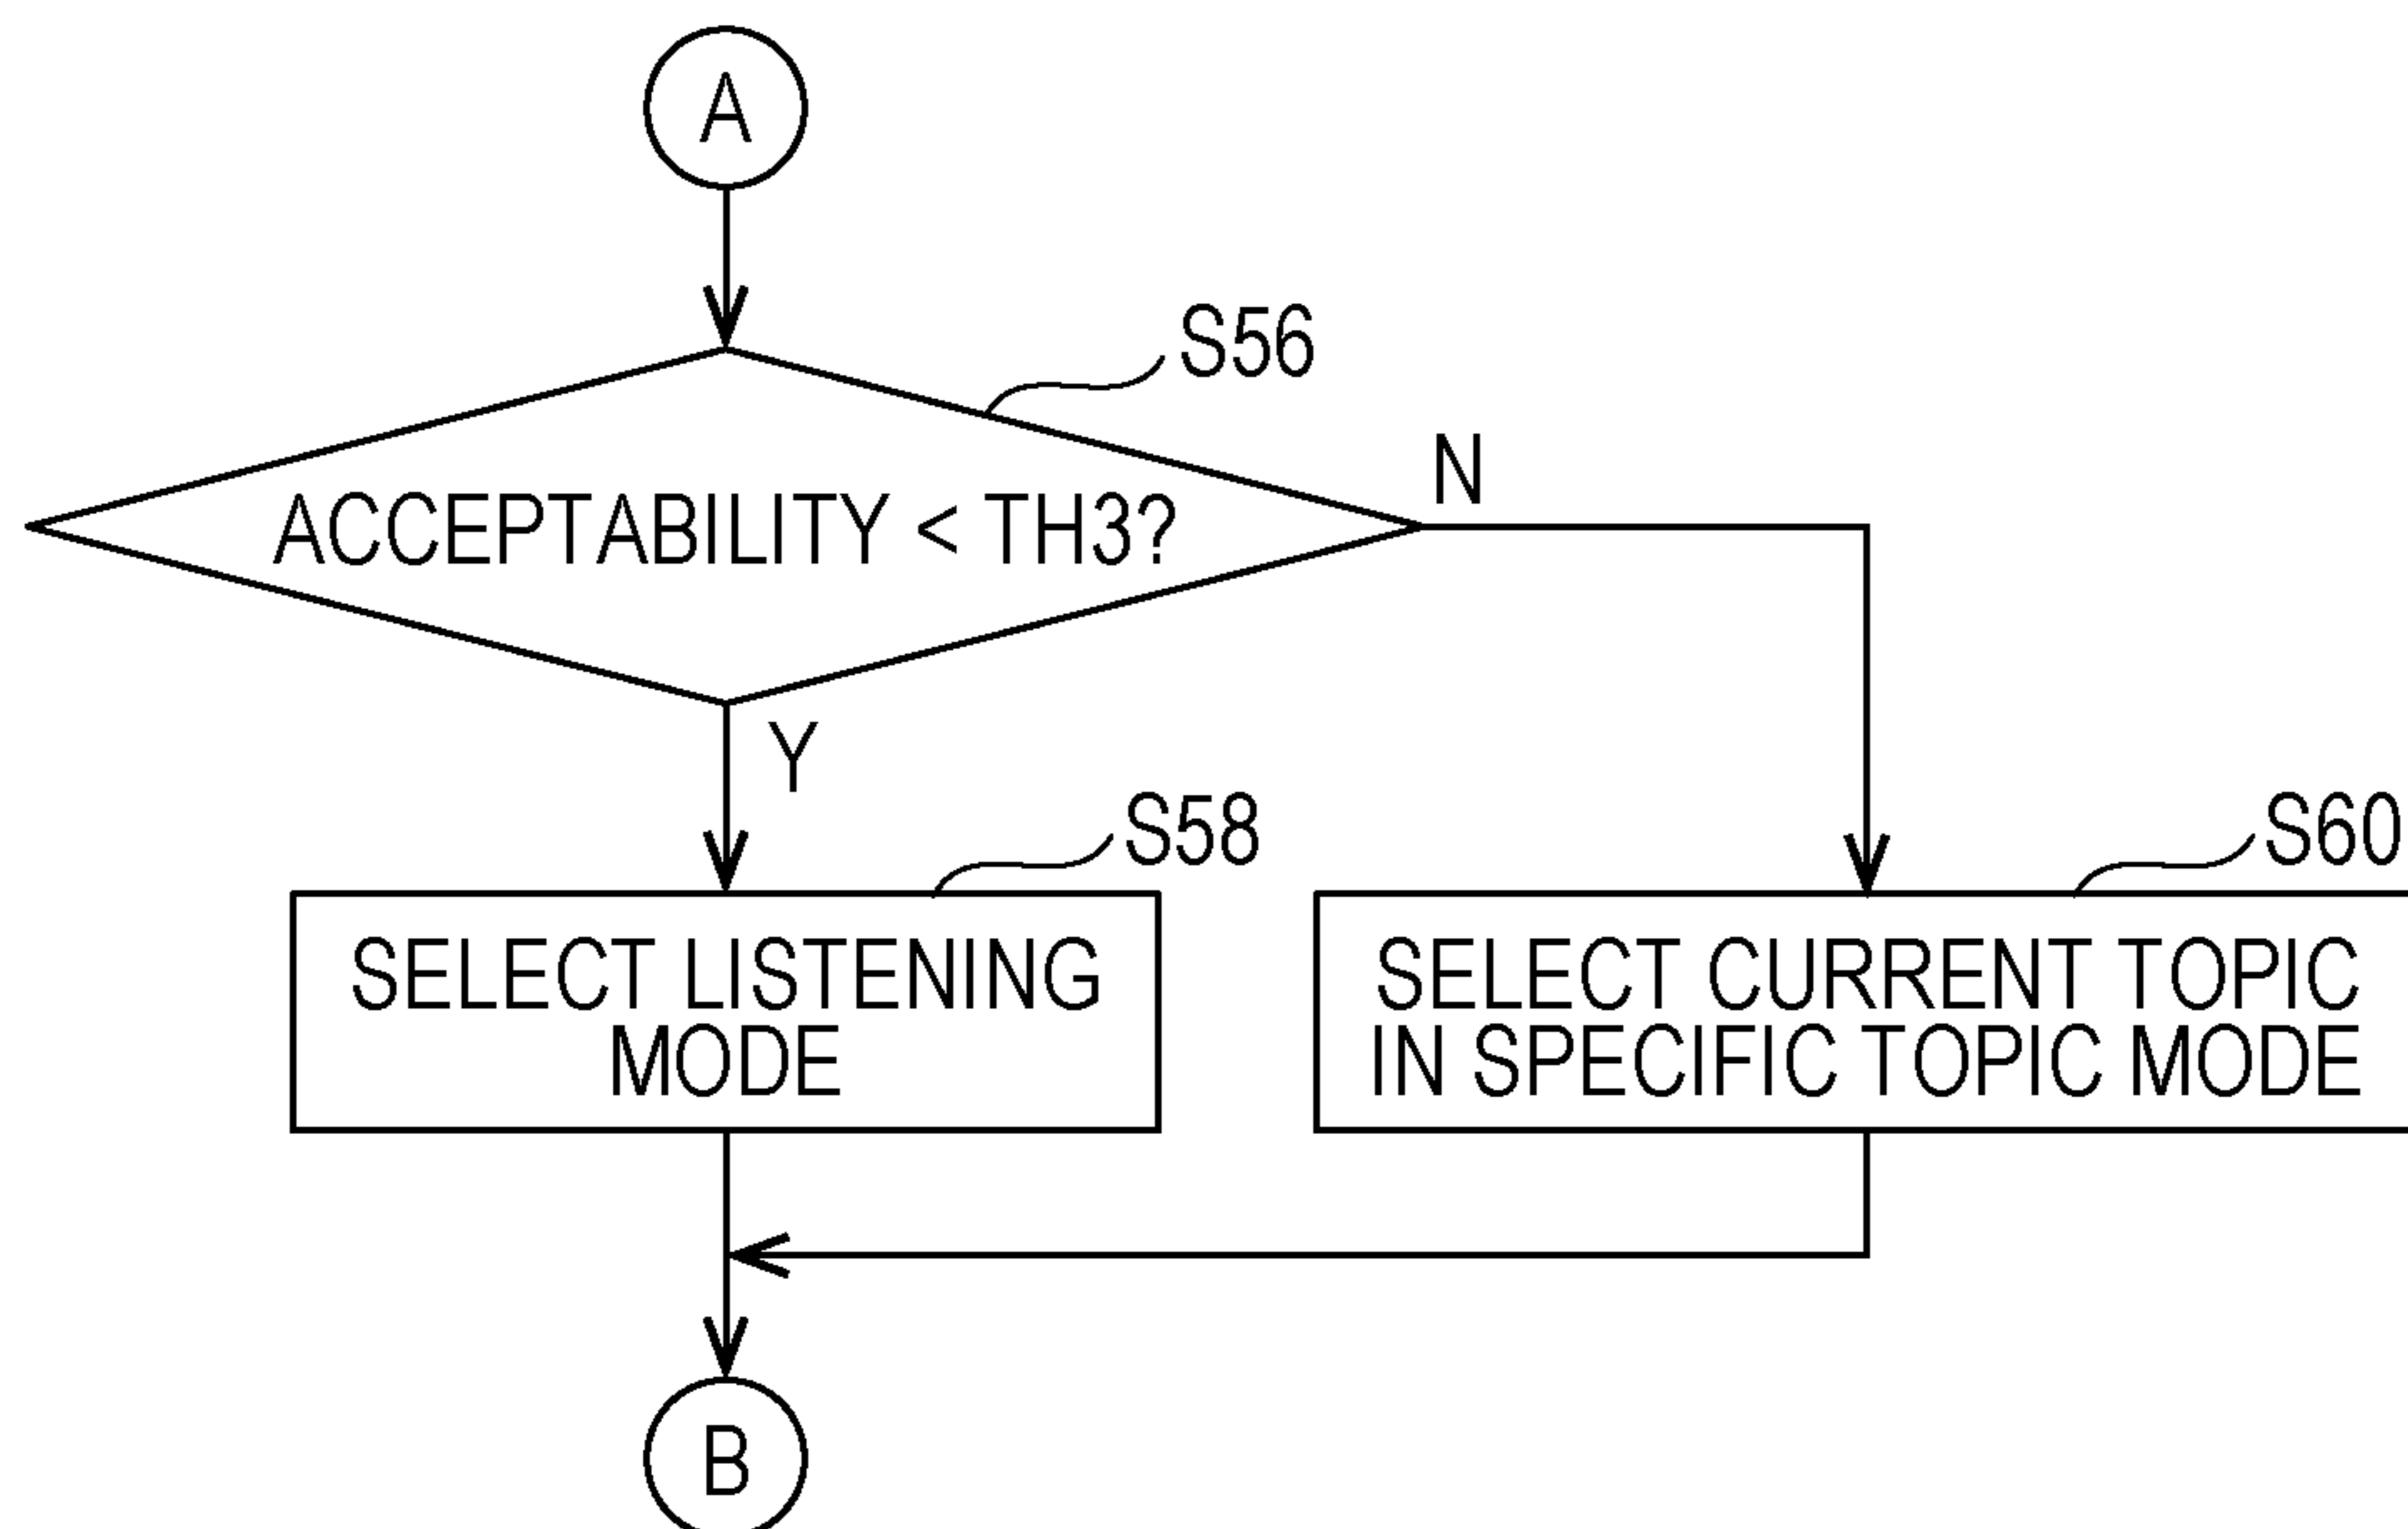 A
S56
N
ACCEPTABILITY < TH3?
Y
S58
S60
SELECT LISTENING
MODE
SELECT CURRENT TOPIC
IN SPECIFIC TOPIC MODE
B